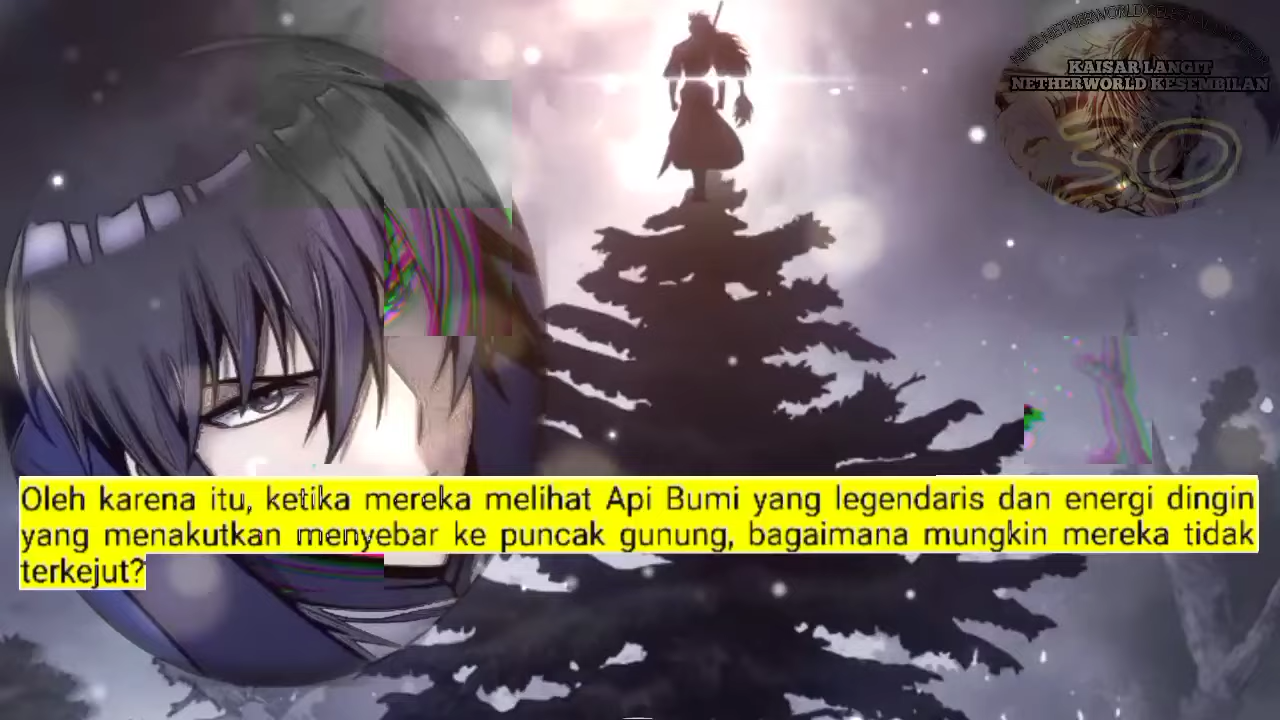 KAISAR LANGIT
NETHERWORLD KESEMBILAN
30
Oleh karena itu, ketika mereka melihat Api Bumi yang legendaris dan energi dingin
yang menakutkan menyebar ke puncak gunung, bagaimana mungkin mereka tidak
terkejut?